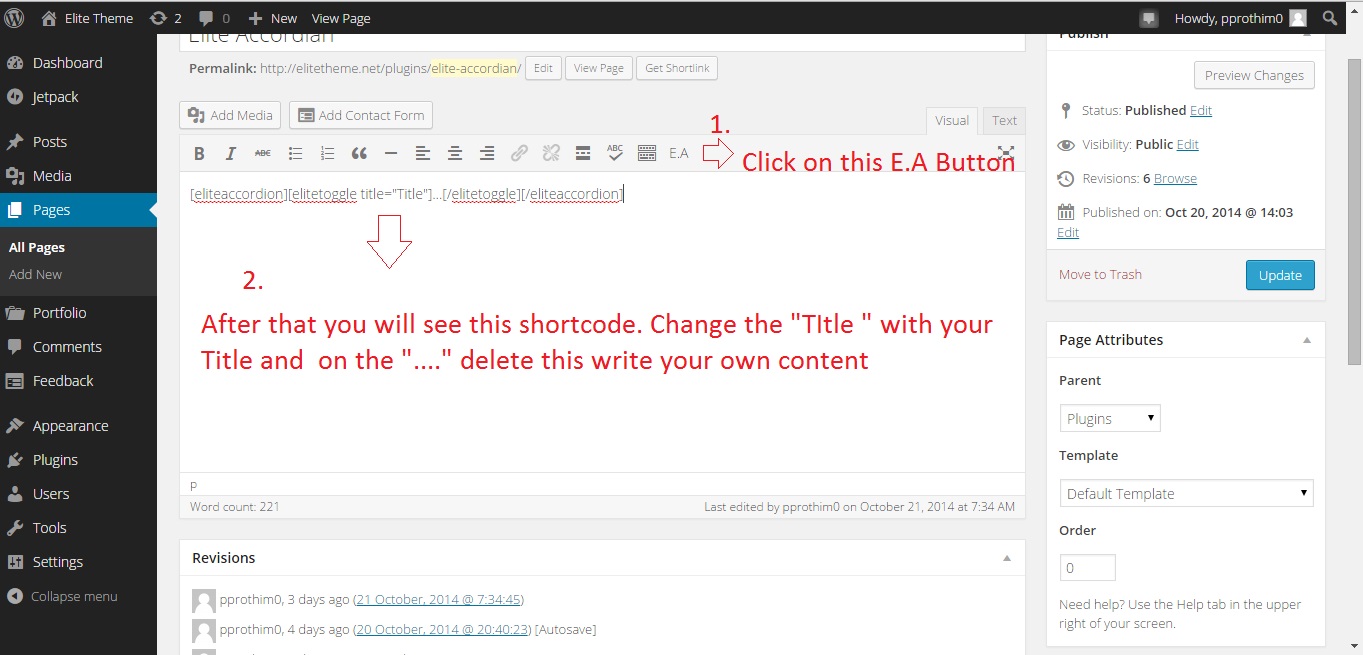 Elite Theme 2 0 New View Page Howdy, pprothim0
Dashboard
Jetpack
Posts
Media
Pages
All Pages
Add New
Portfolio
Comments
Feedback
Appearance
Plugins
Users
Tools
Settings
Collapse menu
Elite Accordian
Permalink: http://elitetheme.net/plugins/elite-accordian/ Edit View Page Get Shortlink
Add Media Add Contact Form
Visual Text
B I ABC ABC E.A
1.
Click on this E.A Button
[eliteaccordion][elitetoggle title="Title"]...[/elitetoggle][/eliteaccordion]
2.
After that you will see this shortcode. Change the "TItle " with your
Title and  on the "...." delete this write your own content
p
Word count: 221 Last edited by pprothim0 on October 21, 2014 at 7:34 AM
Revisions
pprothim0, 3 days ago (21 October, 2014 @ 7:34:45)
pprothim0, 4 days ago (20 October, 2014 @ 20:40:23) [Autosave]
Publish
Preview Changes
Status: Published Edit
Visibility: Public Edit
Revisions: 6 Browse
Published on: Oct 20, 2014 @ 14:03
Edit
Move to Trash Update
Page Attributes
Parent
Plugins
Template
Default Template
Order
0
Need help? Use the Help tab in the upper
right of your screen.